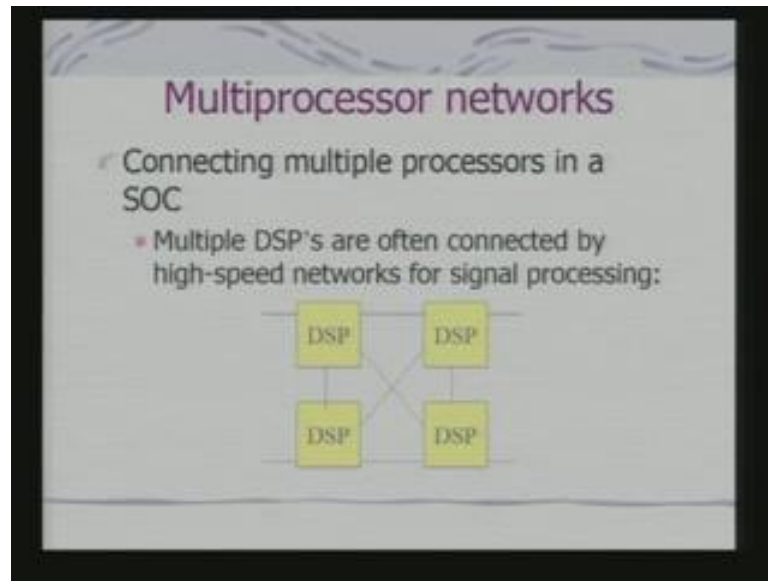 Multiprocessor networks
Connecting multiple processors in a
SOC
Multiple DSP's are often connected by
high-speed networks for signal processing:
DSP DSP
DSP DSP